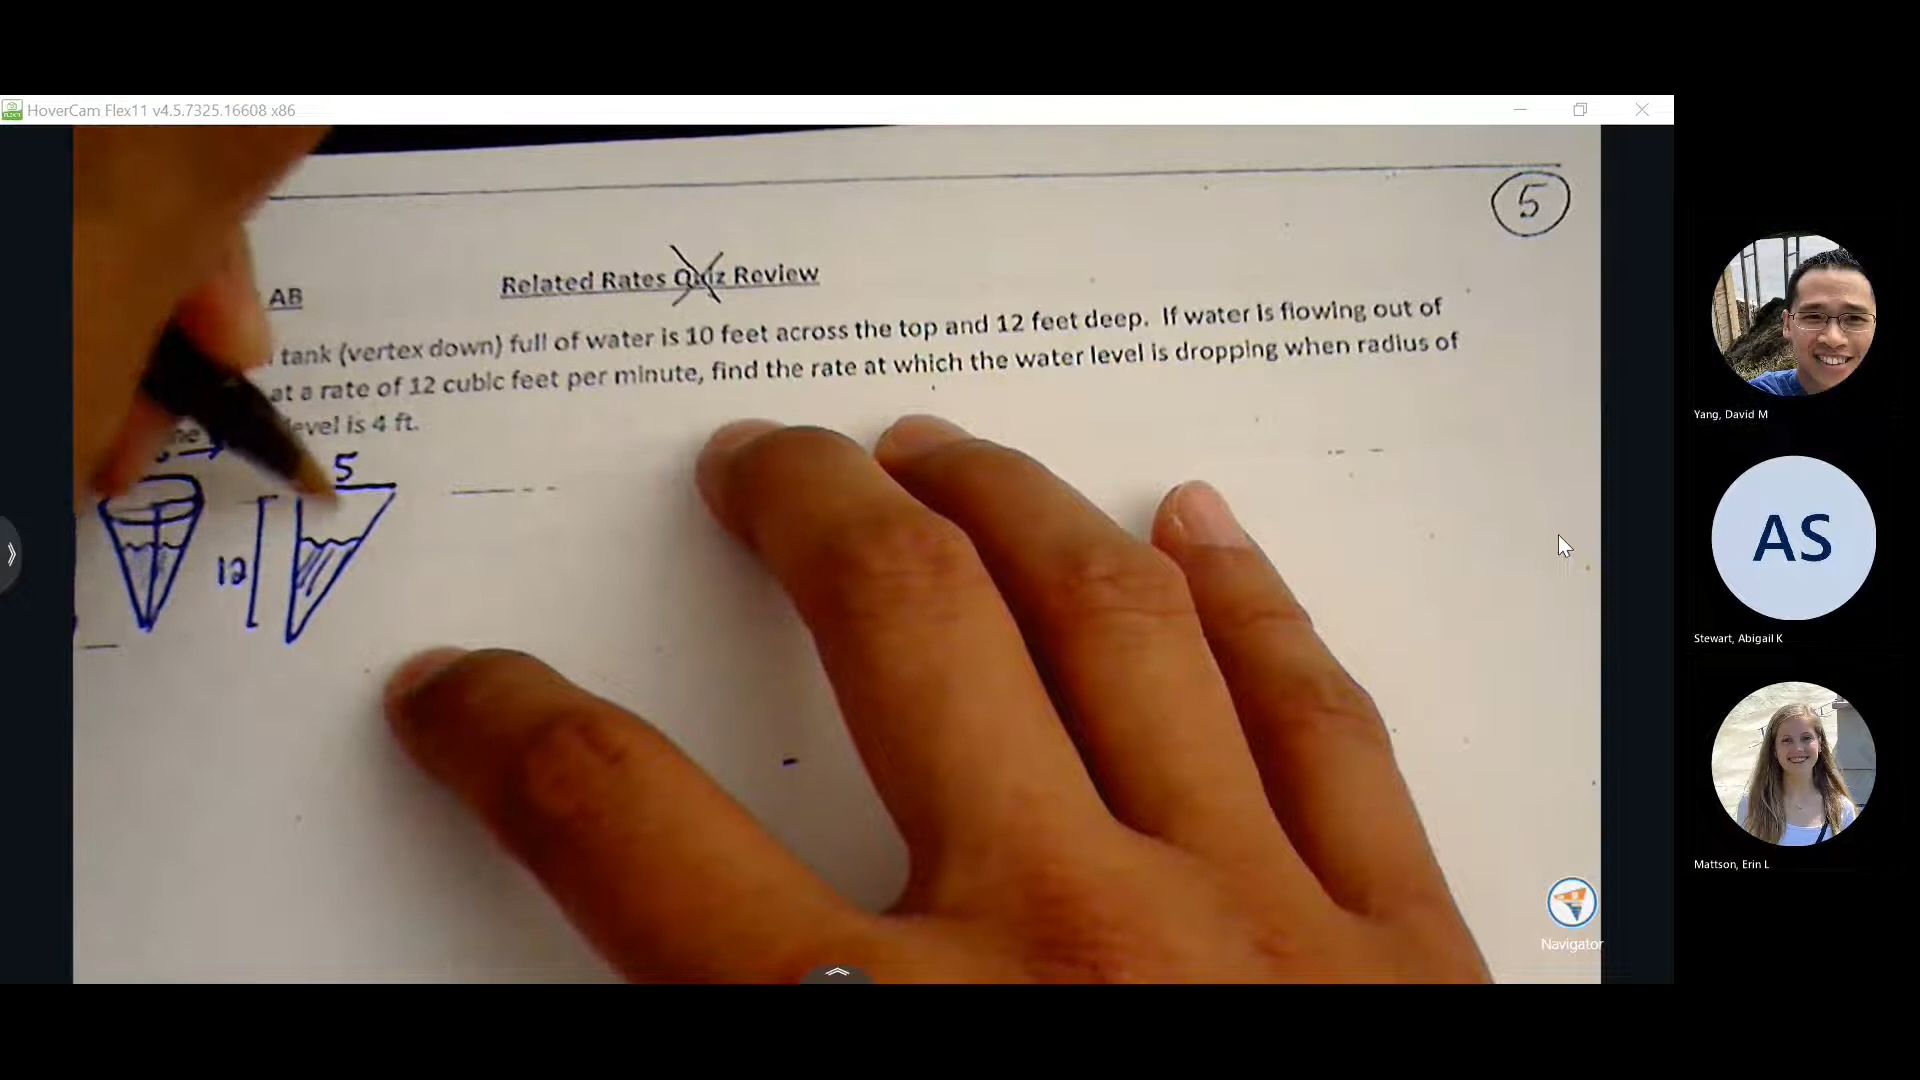 HoverCam Flex11 v4.5.7325.16608 x86
5
AB
Related Rates Quiz Review
tank (vertex down) full of water is 10 feet across the top and 12 feet deep. If water is flowing out of
at a rate of 12 cubic feet per minute, find the rate at which the water level is dropping when radius of
level is 4 ft.
5
12
Yang, David M
AS
Stewart, Abigail K
Mattson, Erin L
Navigator